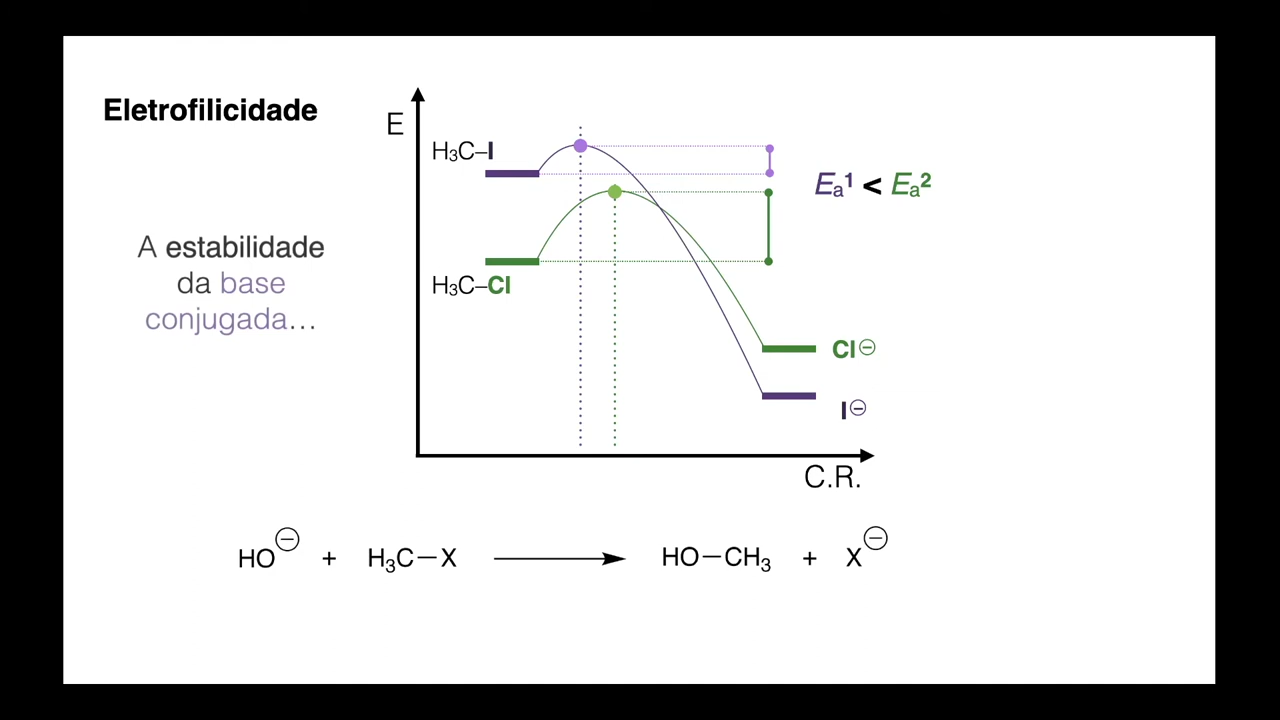 Eletrofilicidade
A estabilidade
da base
conjugada…
E
H₃C–I
H₃C–Cl
Eₐ¹ < Eₐ²
Cl⊖
I⊖
C.R.
HO⊖ + H₃C–X ⟶ HO–CH₃ + X⊖